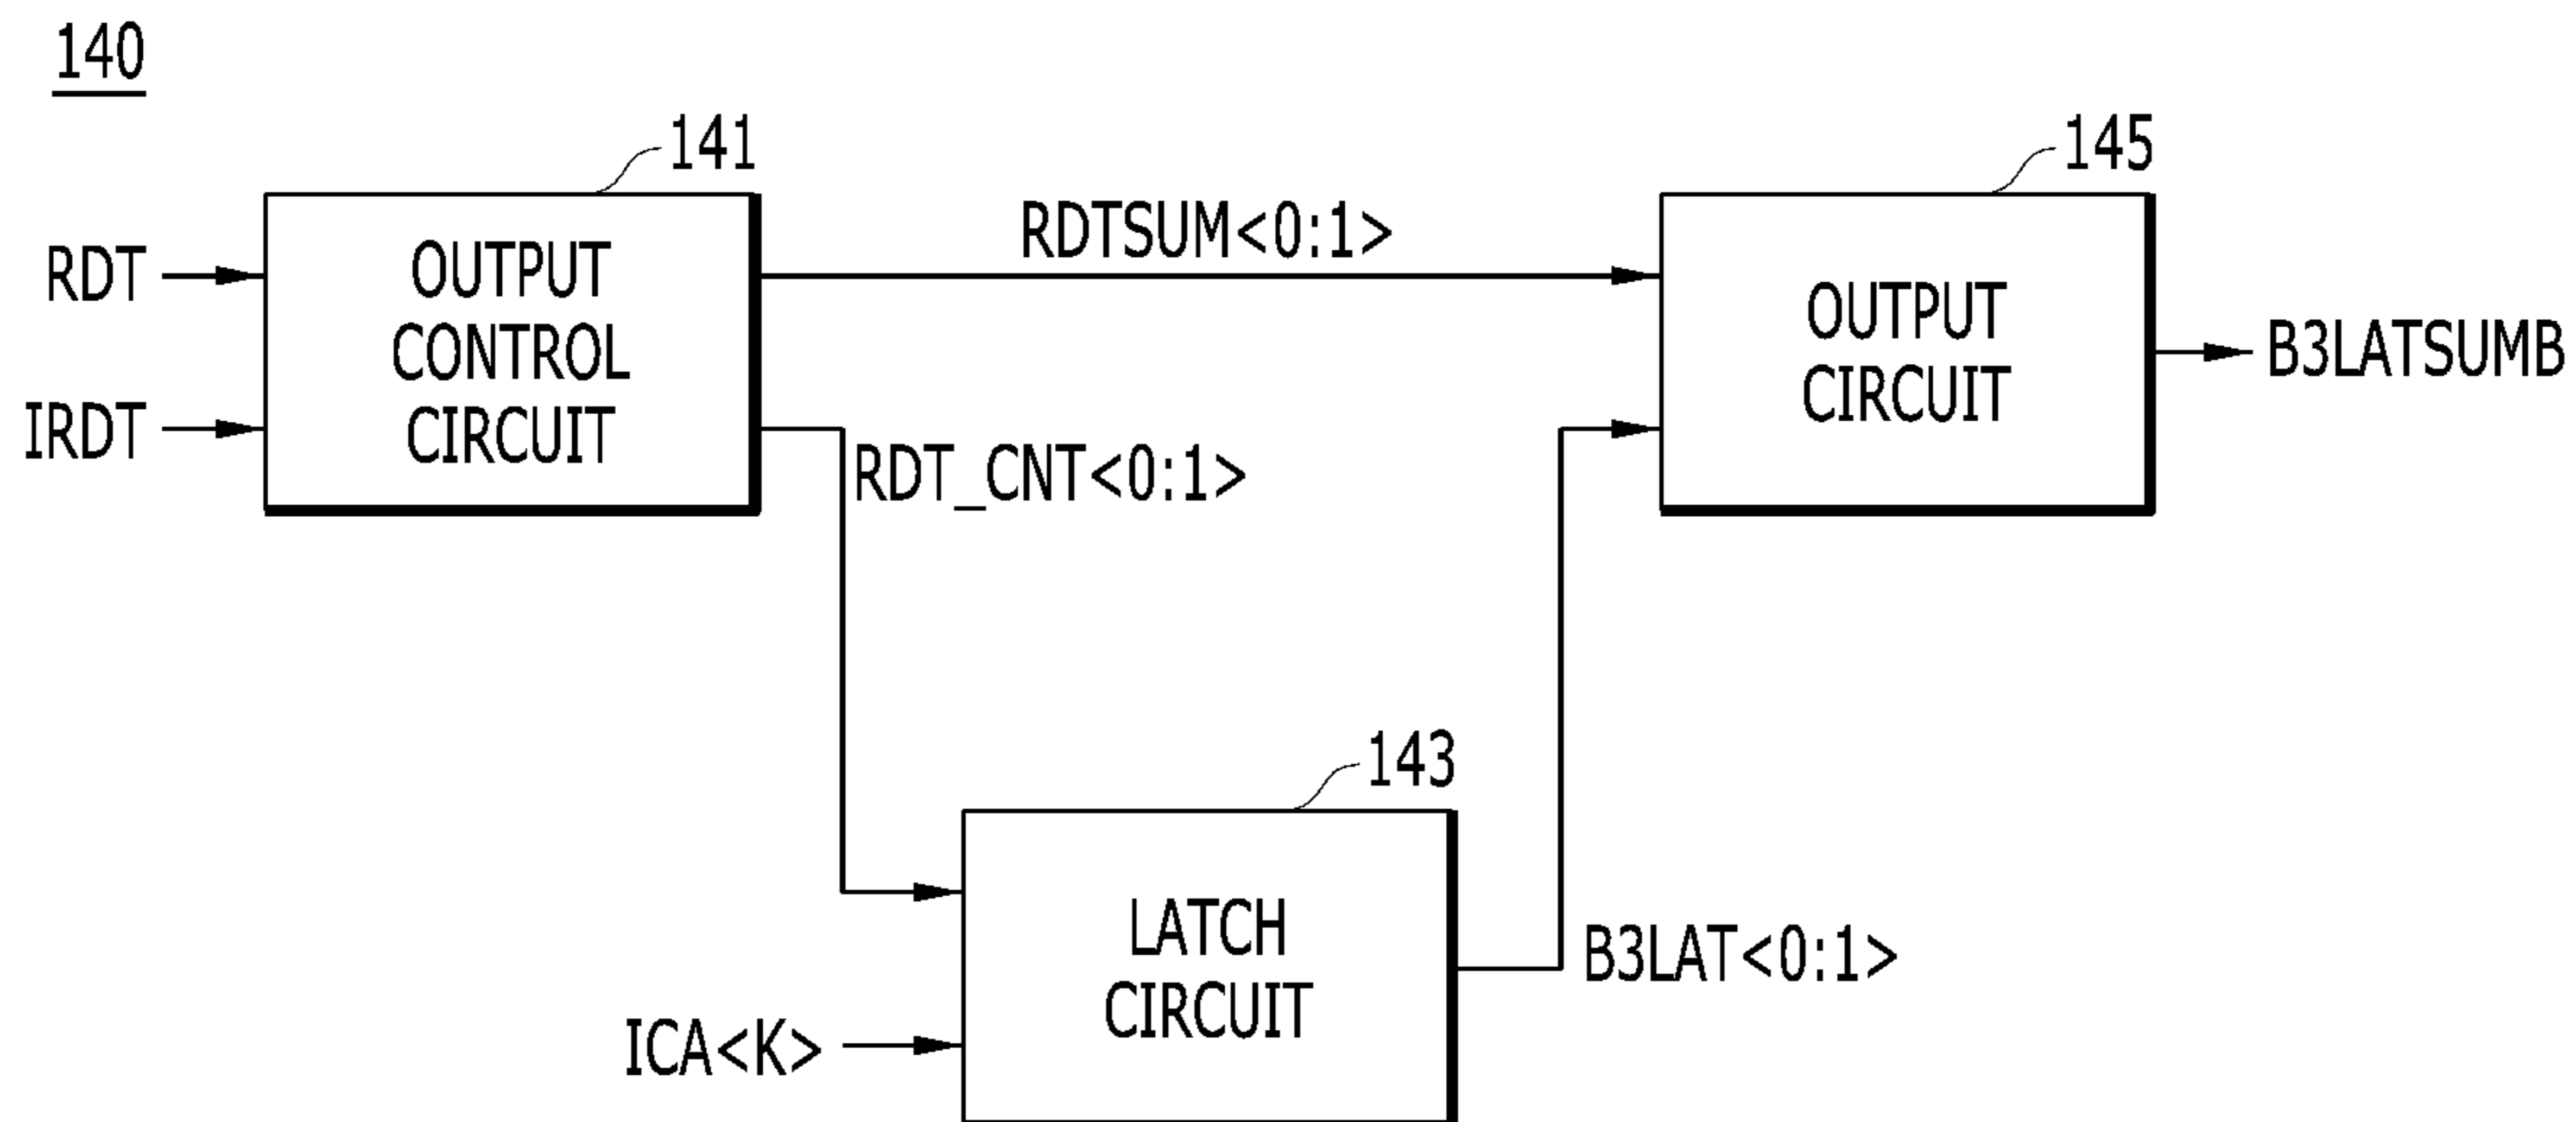 140
141
145
RDTSUM<0:1>
RDT
OUTPUT
CONTROL
CIRCUIT
IRDT
RDT_CNT<0:1>
OUTPUT
CIRCUIT
B3LATSUMB
143
LATCH
CIRCUIT
B3LAT<0:1>
ICA<K>